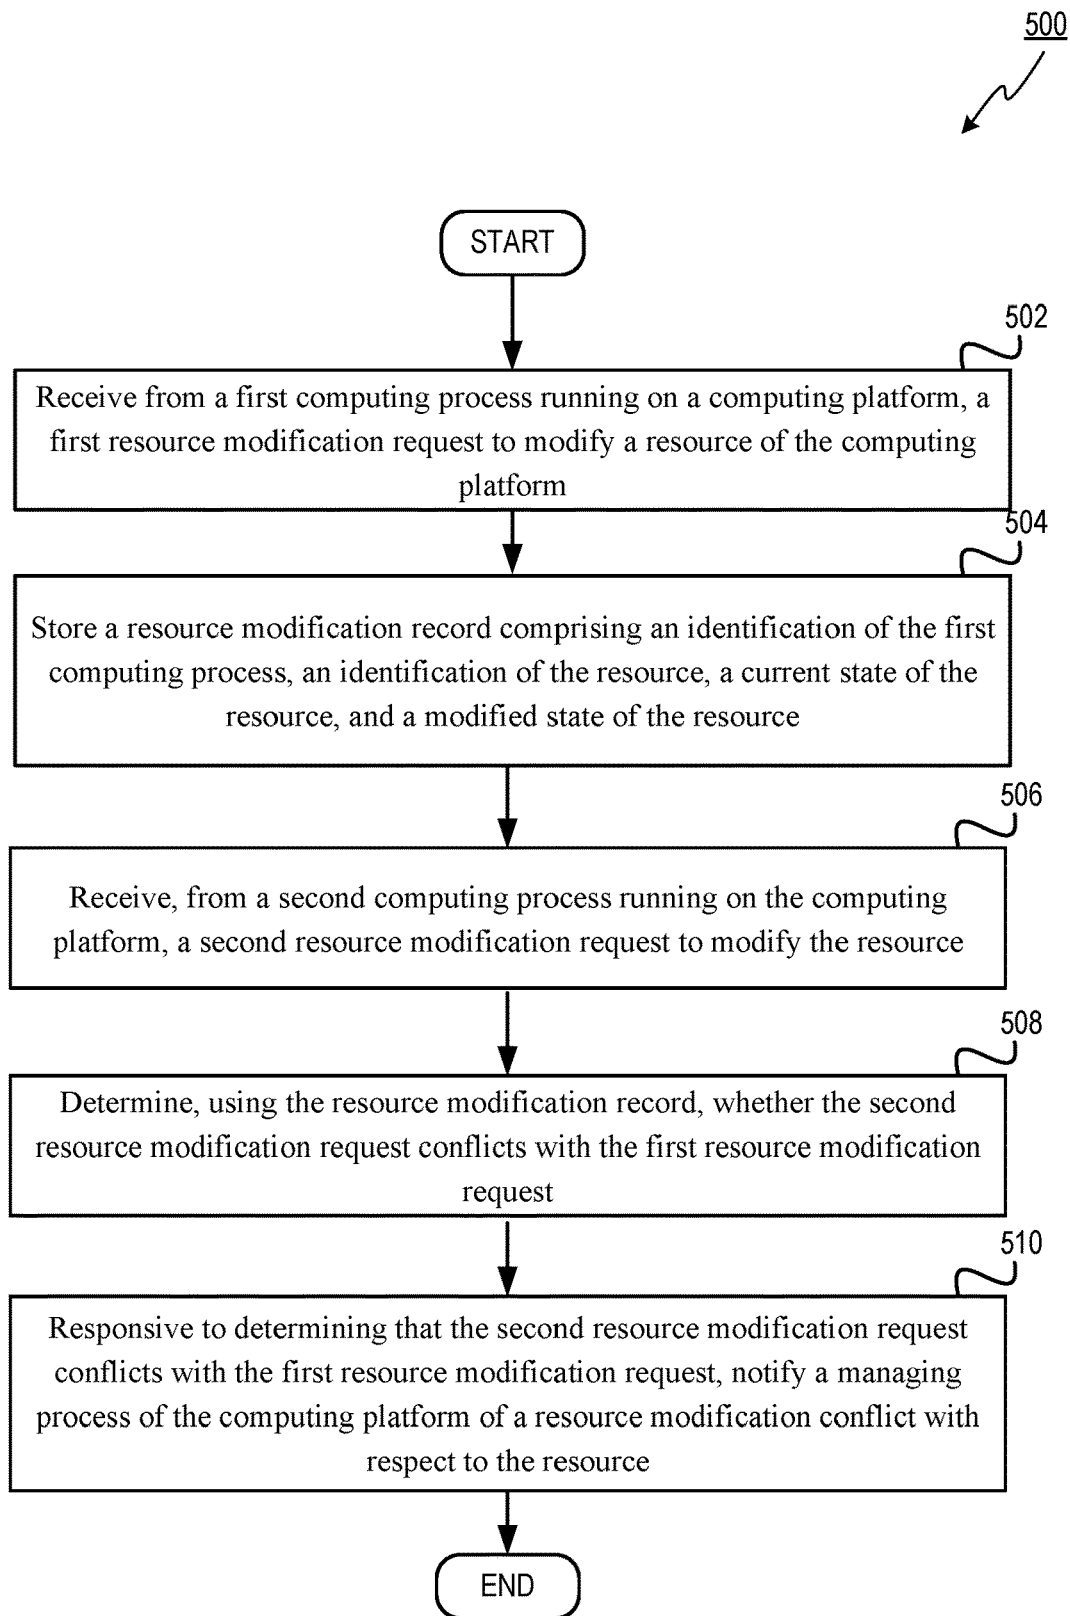 500
START
502
Receive from a first computing process running on a computing platform, a
first resource modification request to modify a resource of the computing
platform
504
Store a resource modification record comprising an identification of the first
computing process, an identification of the resource, a current state of the
resource, and a modified state of the resource
506
Receive, from a second computing process running on the computing
platform, a second resource modification request to modify the resource
508
Determine, using the resource modification record, whether the second
resource modification request conflicts with the first resource modification
request
510
Responsive to determining that the second resource modification request
conflicts with the first resource modification request, notify a managing
process of the computing platform of a resource modification conflict with
respect to the resource
END